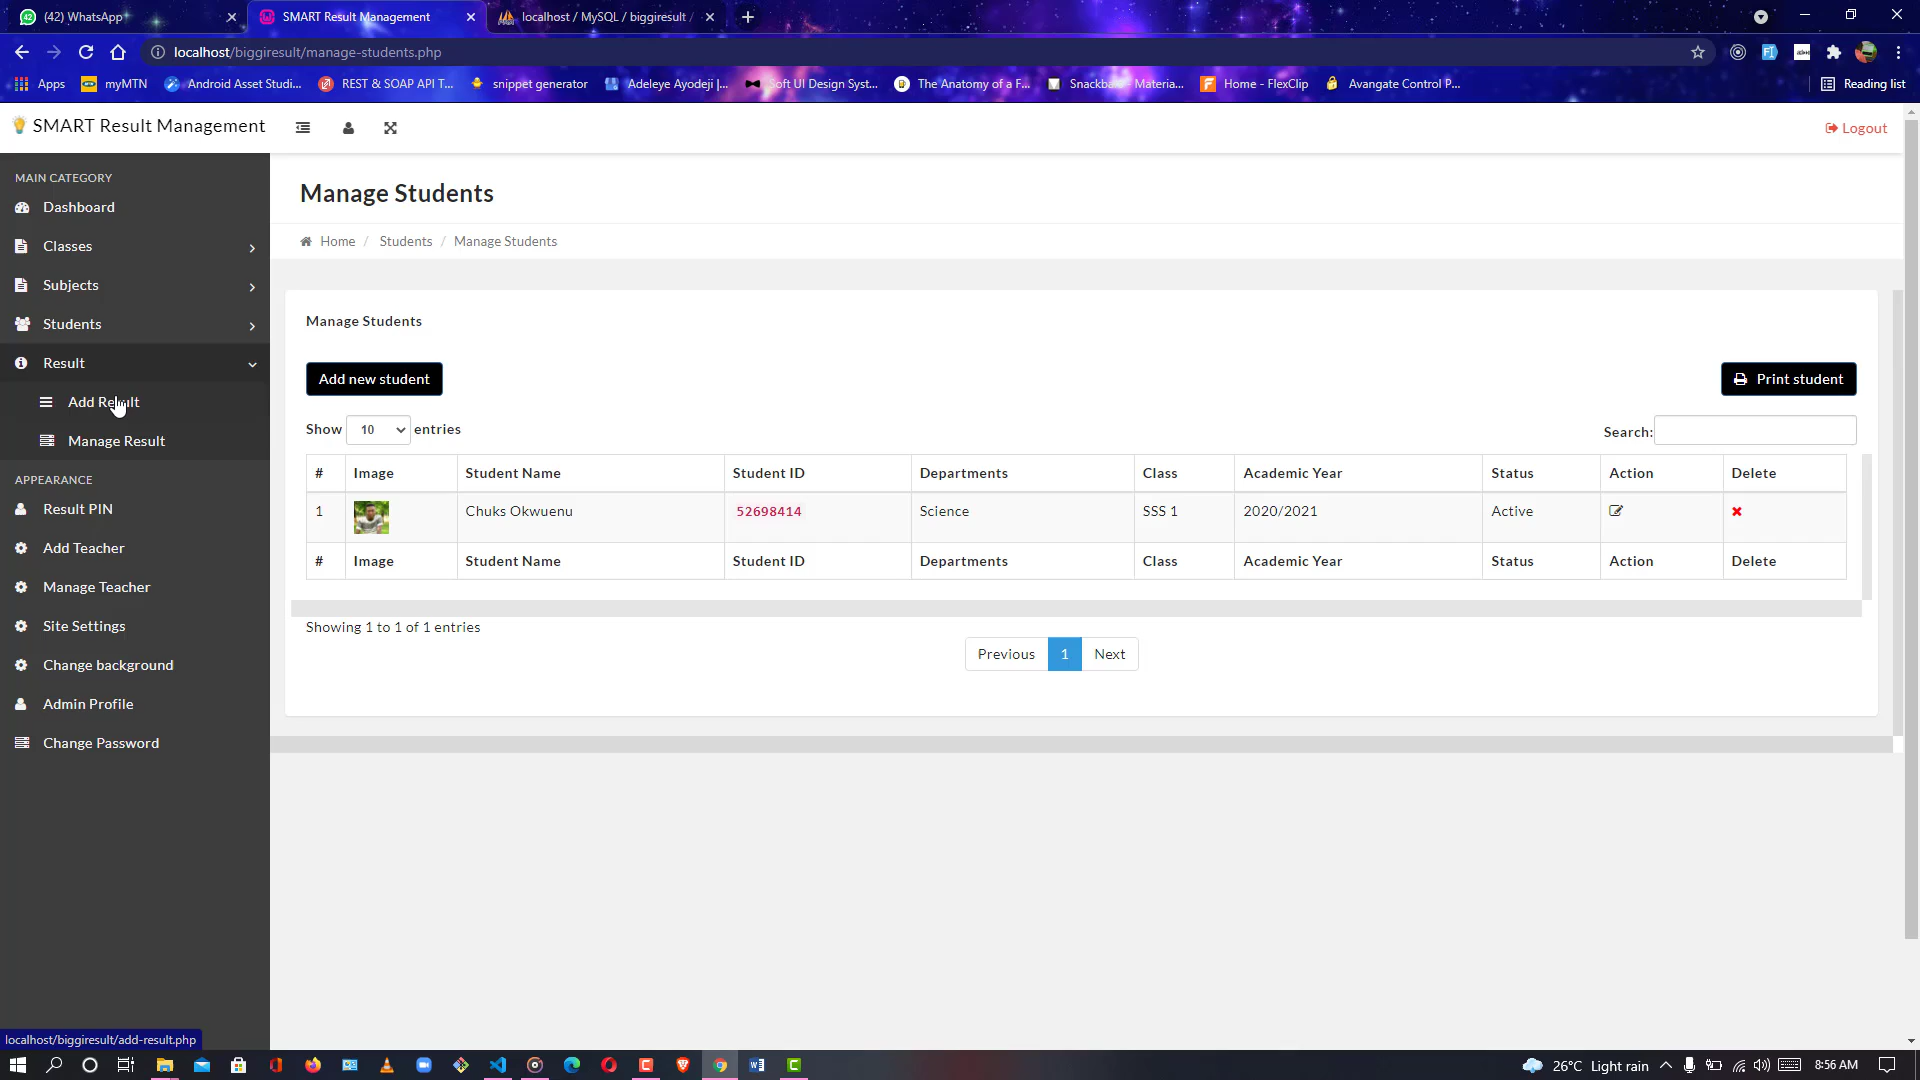 (42) WhatsApp
SMART Result Management
localhost / MySQL / biggiresult /
localhost/biggiresult/manage-students.php
Apps
myMTN
Android Asset Studi...
REST & SOAP API T...
snippet generator
Adeleye Ayodeji |...
Soft UI Design Syst...
The Anatomy of a F...
Snackbars - Materia...
Home - FlexClip
Avangate Control P...
Reading list
SMART Result Management
Logout
MAIN CATEGORY
Dashboard
Classes
Subjects
Students
Result
Add Result
Manage Result
APPEARANCE
Result PIN
Add Teacher
Manage Teacher
Site Settings
Change background
Admin Profile
Change Password
Manage Students
Home / Students / Manage Students
Manage Students
Add new student
Print student
Show 10 entries
Search:
# Image Student Name Student ID Departments Class Academic Year Status Action Delete
1 Chuks Okwuenu 52698414 Science SSS 1 2020/2021 Active
# Image Student Name Student ID Departments Class Academic Year Status Action Delete
Showing 1 to 1 of 1 entries
Previous 1 Next
localhost/biggiresult/add-result.php
26°C Light rain
8:56 AM